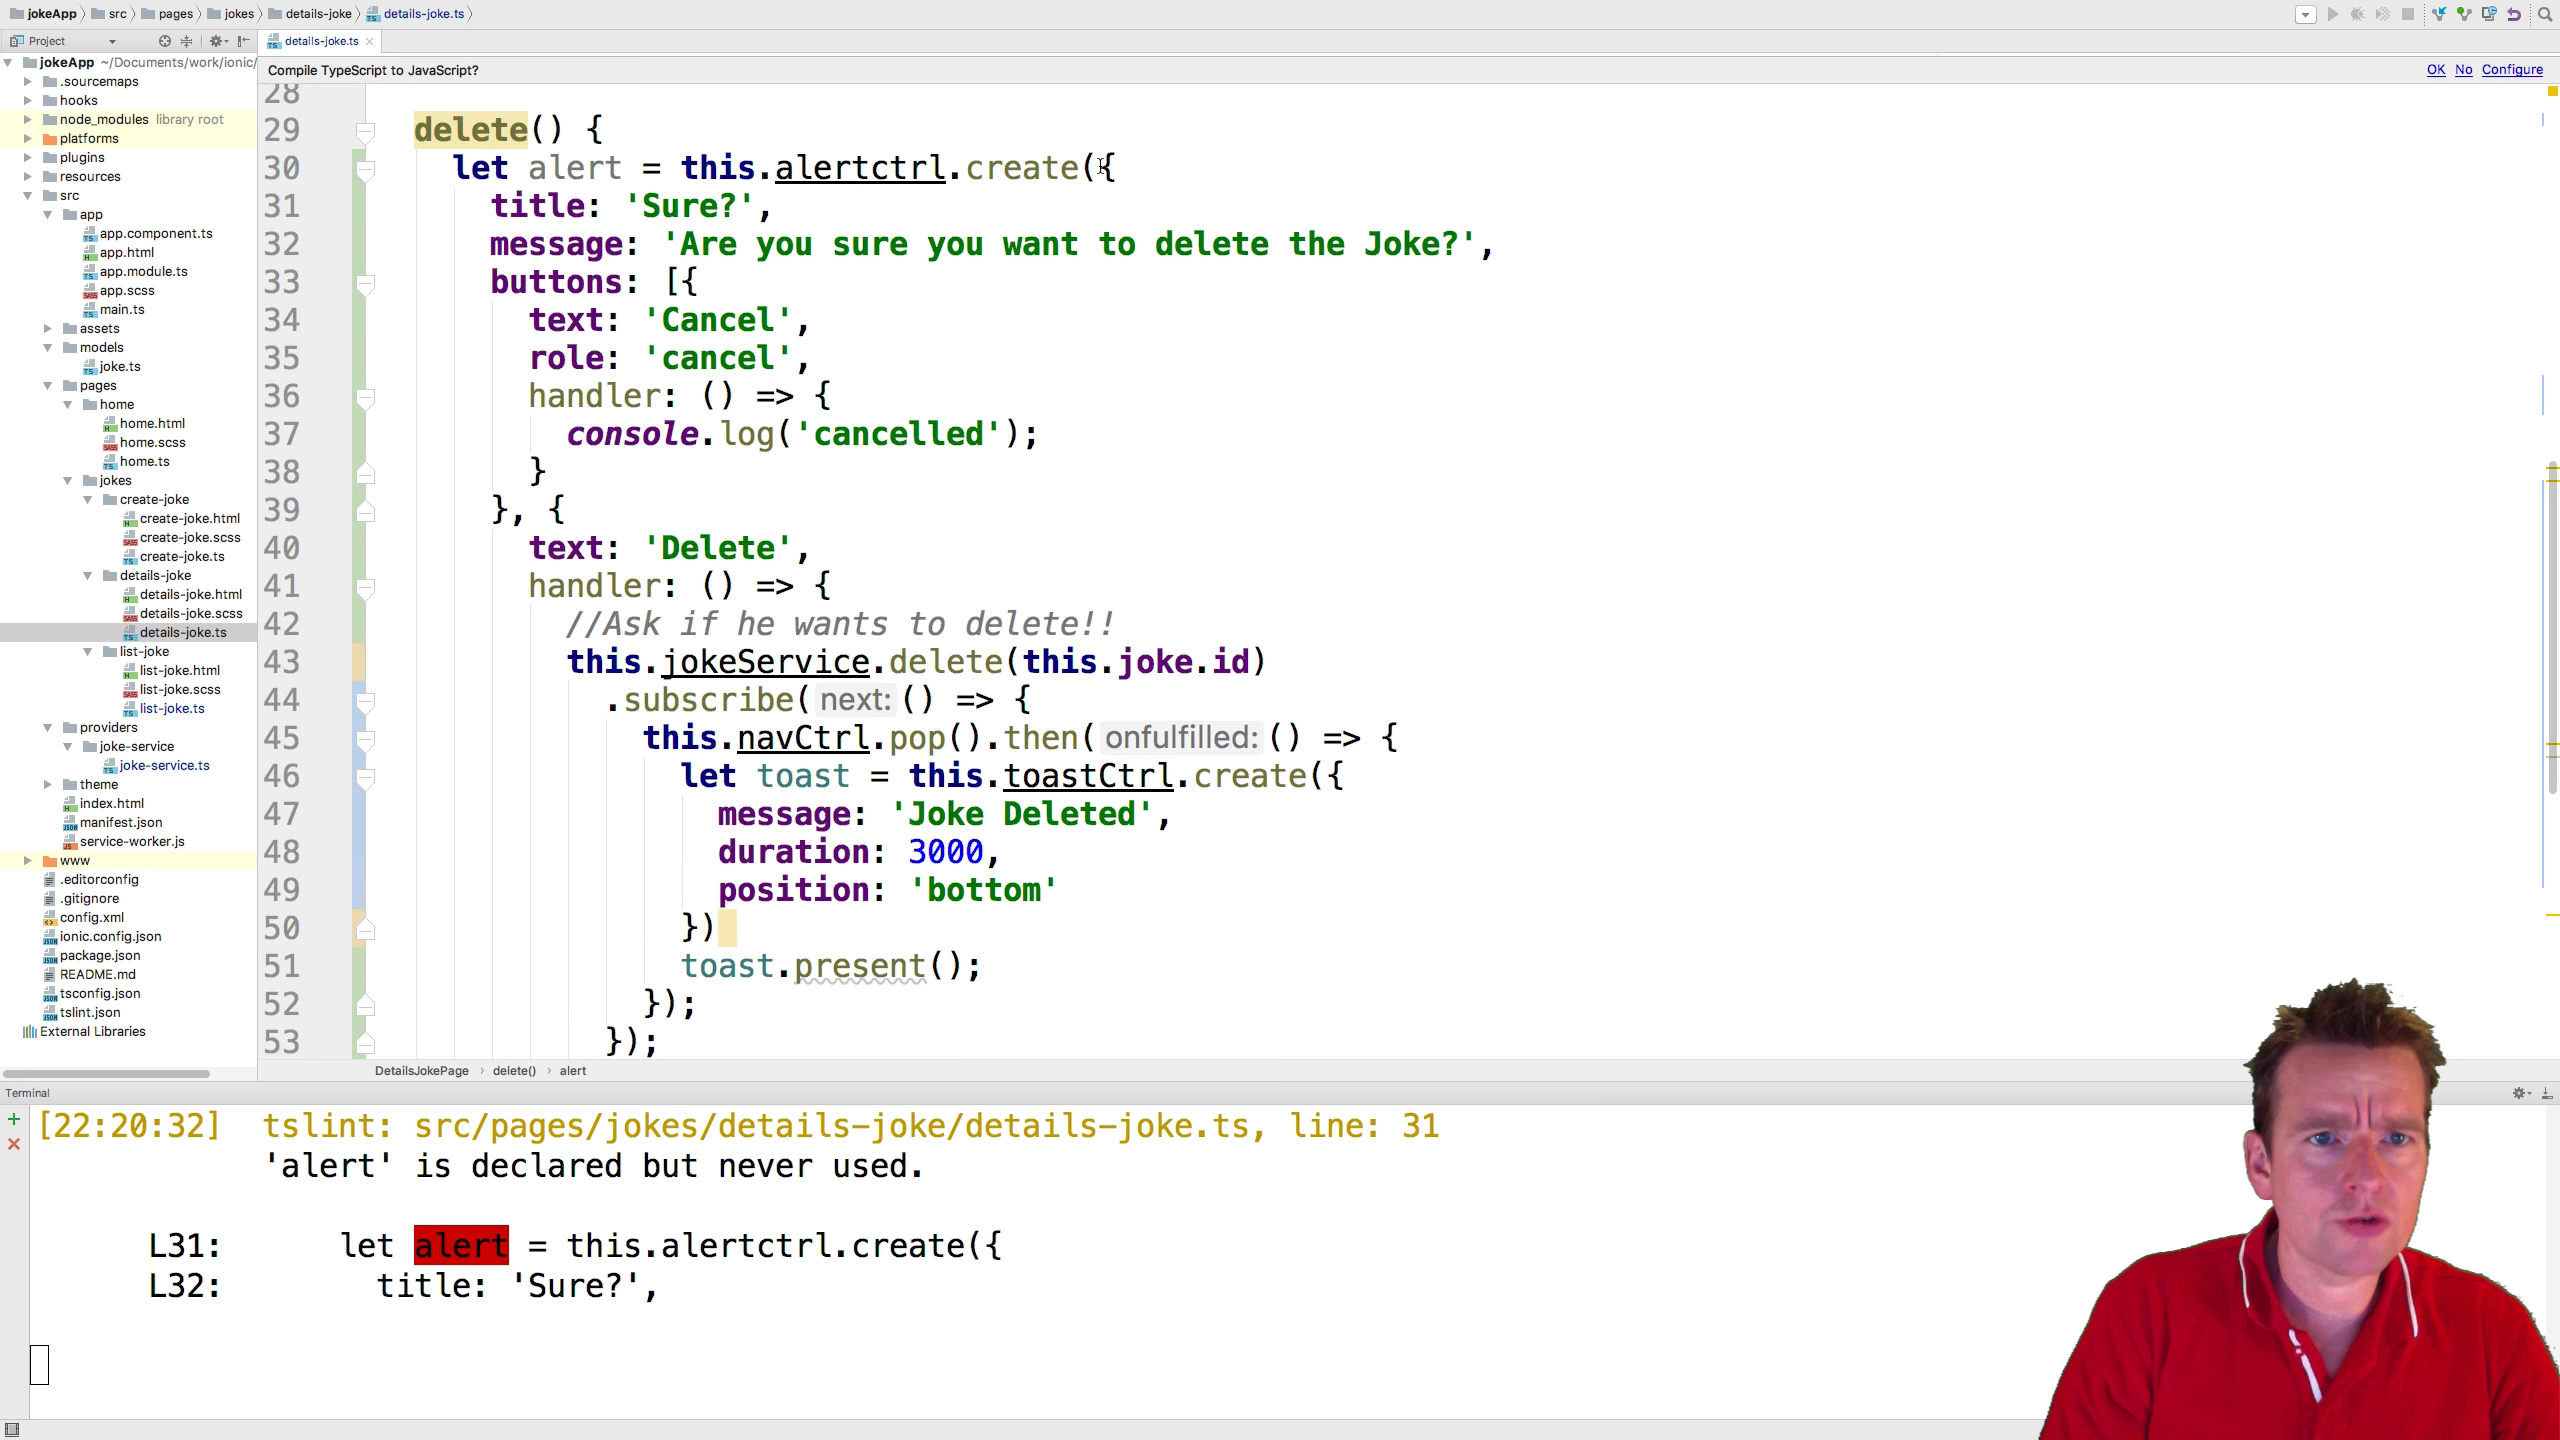 jokeApp src pages jokes details-joke details-joke.ts
Project
details-joke.ts
jokeApp ~/Documents/work/ionic/
.sourcemaps
hooks
node_modules library root
platforms
plugins
resources
src
app
app.component.ts
app.html
app.module.ts
app.scss
main.ts
assets
models
joke.ts
pages
home
home.html
home.scss
home.ts
jokes
create-joke
create-joke.html
create-joke.scss
create-joke.ts
details-joke
details-joke.html
details-joke.scss
details-joke.ts
list-joke
list-joke.html
list-joke.scss
list-joke.ts
providers
joke-service
joke-service.ts
theme
index.html
manifest.json
service-worker.js
www
.editorconfig
.gitignore
config.xml
ionic.config.json
package.json
README.md
tsconfig.json
tslint.json
External Libraries
Compile TypeScript to JavaScript? OK No Configure
28
29 delete() {
30 let alert = this.alertctrl.create({
31 title: 'Sure?',
32 message: 'Are you sure you want to delete the Joke?',
33 buttons: [{
34 text: 'Cancel',
35 role: 'cancel',
36 handler: () => {
37 console.log('cancelled');
38 }
39 }, {
40 text: 'Delete',
41 handler: () => {
42 //Ask if he wants to delete!!
43 this.jokeService.delete(this.joke.id)
44 .subscribe( next: () => {
45 this.navCtrl.pop().then( onfulfilled: () => {
46 let toast = this.toastCtrl.create({
47 message: 'Joke Deleted',
48 duration: 3000,
49 position: 'bottom'
50 })
51 toast.present();
52 });
53 });
DetailsJokePage delete() alert
Terminal
[22:20:32] tslint: src/pages/jokes/details-joke/details-joke.ts, line: 31
'alert' is declared but never used.
L31: let alert = this.alertctrl.create({
L32: title: 'Sure?',